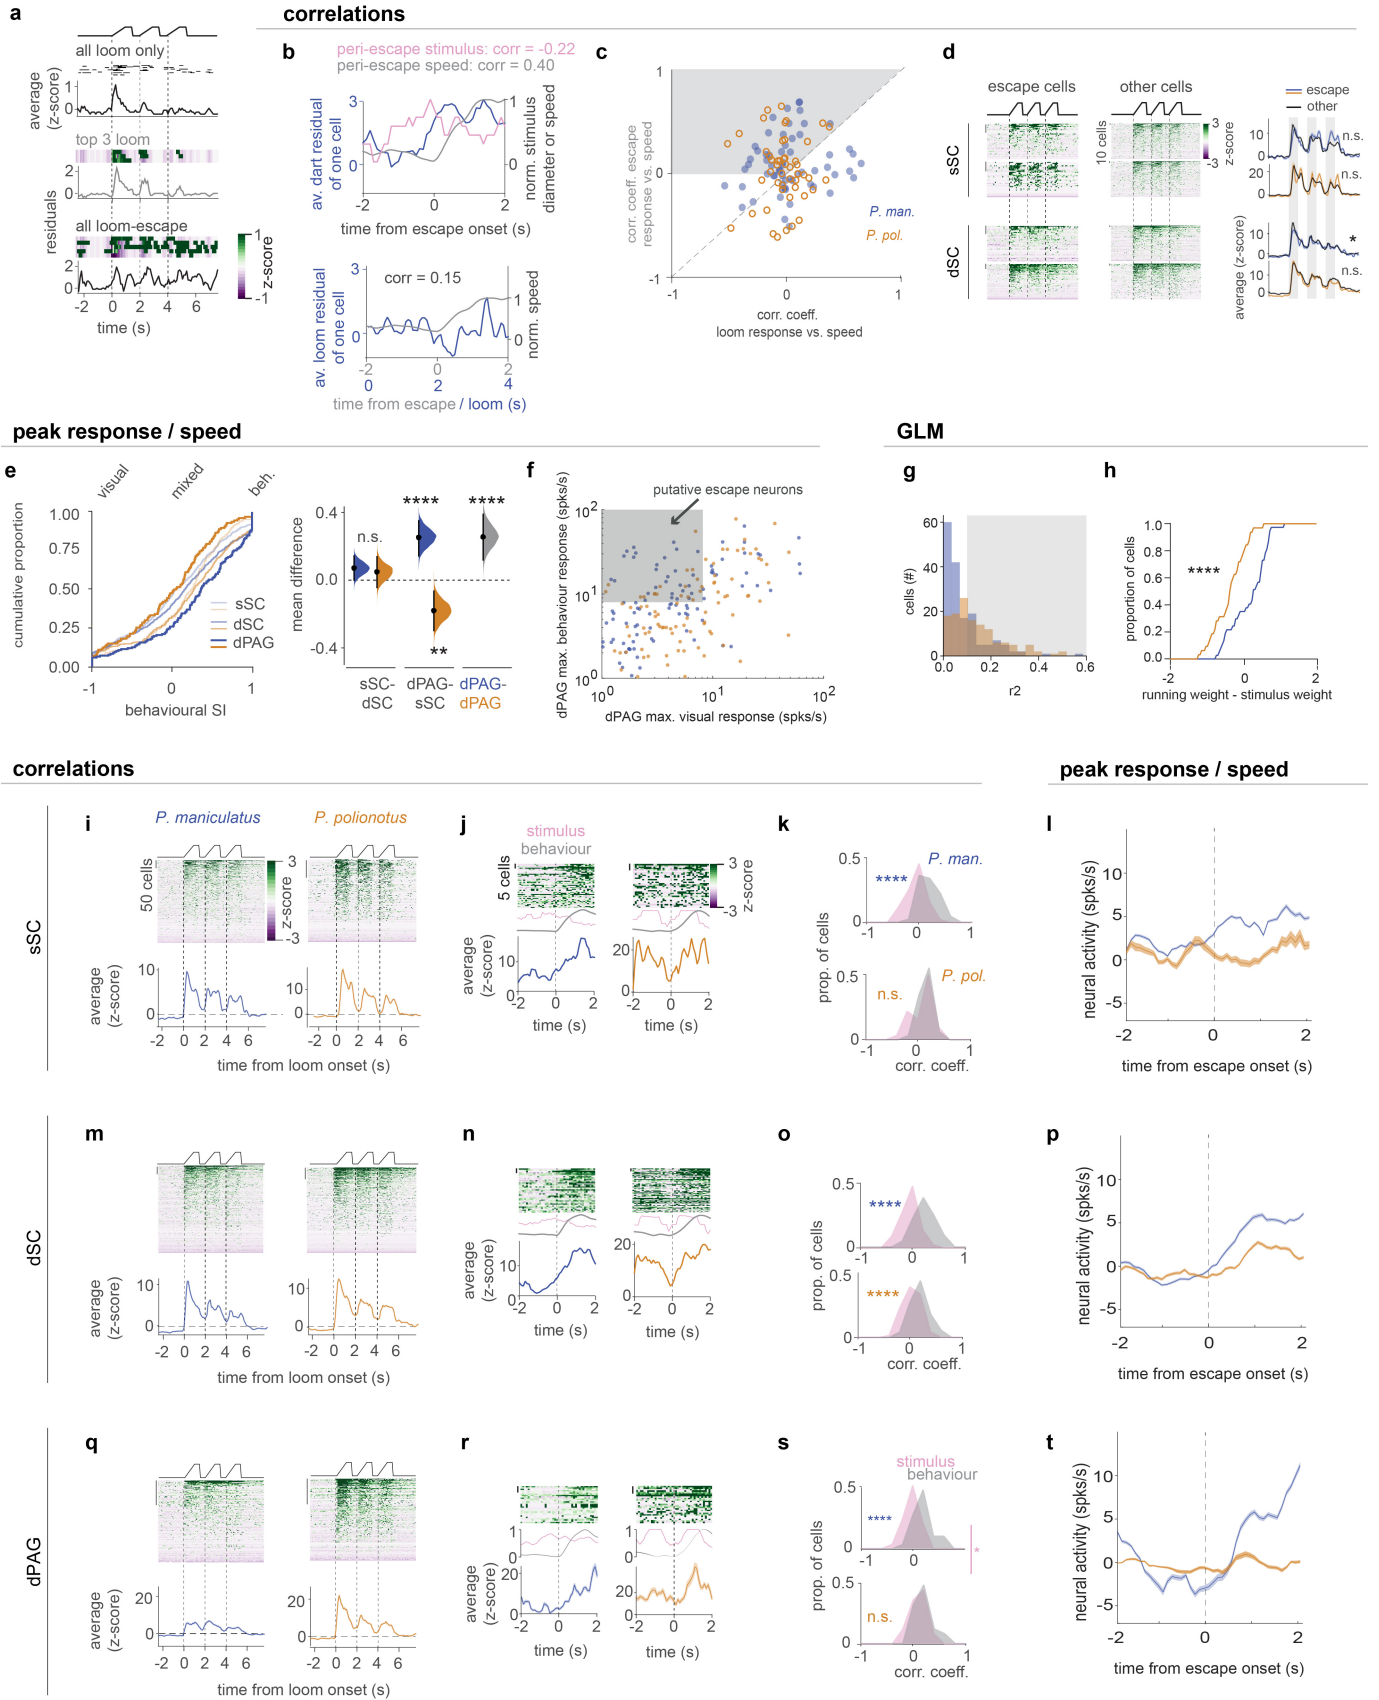 a
all loom only
average
(z-score)
1
0
top 3 loom
2
0
residuals
all loom-escape
2
0
1
-1
z-score
-2 0 2 4 6
time (s)
correlations
b
peri-escape stimulus: corr = -0.22
peri-escape speed: corr = 0.40
av. dart residual
of one cell
3
0
1
0
norm. stimulus
diameter or speed
-2 0 2
time from escape onset (s)
av. loom residual
of one cell
3
0
corr = 0.15
1
0
norm. speed
-2 0 2
0 2 4
time from escape / loom (s)
c
corr. coeff. escape
response vs. speed
1
0
-1
-1 0 1
P. man.
P. pol.
corr. coeff.
loom response vs. speed
d
escape cells
other cells
escape
other
sSC
dSC
10 cells
3
-3
z-score
average (z-score)
10
0
n.s.
20
0
n.s.
10
0
*
10
0
n.s.
peak response / speed
e
visual
mixed
beh.
cumulative proportion
1.00
0.75
0.50
0.25
0.00
sSC
dSC
dPAG
-1 0 1
behavioural SI
mean difference
0.4
0.0
-0.4
n.s.
****
**
****
sSC-
dSC
dPAG-
sSC
dPAG-
dPAG
f
putative escape neurons
dPAG max. behaviour response (spks/s)
10²
10¹
10⁰
10⁰ 10¹ 10²
dPAG max. visual response (spks/s)
GLM
g
cells (#)
60
40
20
0
0.0 0.2 0.4 0.6
r2
h
proportion of cells
1.0
0.8
0.6
0.4
0.2
0.0
****
-2 0 2
running weight - stimulus weight
correlations
peak response / speed
sSC
i
P. maniculatus
P. polionotus
50 cells
3
-3
z-score
average
(z-score)
10
0
10
0
-2 0 2 4 6
-2 0 2 4 6
time from loom onset (s)
j
stimulus
behaviour
5 cells
3
-3
z-score
average
(z-score)
10
0
20
0
-2 0 2
-2 0 2
time (s)
time (s)
k
prop. of cells
0.5
0
****
P. man.
-1 0 1
0.5
0
n.s.
P. pol.
-1 0 1
corr. coeff.
l
neural activity (spks/s)
10
5
0
-5
-2 0 2
time from escape onset (s)
dSC
m
average
(z-score)
10
0
10
0
-2 0 2 4 6
-2 0 2 4 6
time from loom onset (s)
n
average
(z-score)
10
0
20
0
-2 0 2
-2 0 2
time (s)
time (s)
o
prop. of cells
0.5
0
****
-1 0 1
0.5
0
****
-1 0 1
corr. coeff.
p
neural activity (spks/s)
10
5
0
-5
-2 0 2
time from escape onset (s)
dPAG
q
average
(z-score)
20
0
20
0
-2 0 2 4 6
-2 0 2 4 6
time from loom onset (s)
r
1
0
1
0
average
(z-score)
20
0
20
0
-2 0 2
-2 0 2
time (s)
time (s)
s
stimulus
behaviour
prop. of cells
0.5
0
****
-1 0 1
*
0.5
0
n.s.
-1 0 1
corr. coeff.
t
neural activity (spks/s)
10
5
0
-5
-2 0 2
time from escape onset (s)